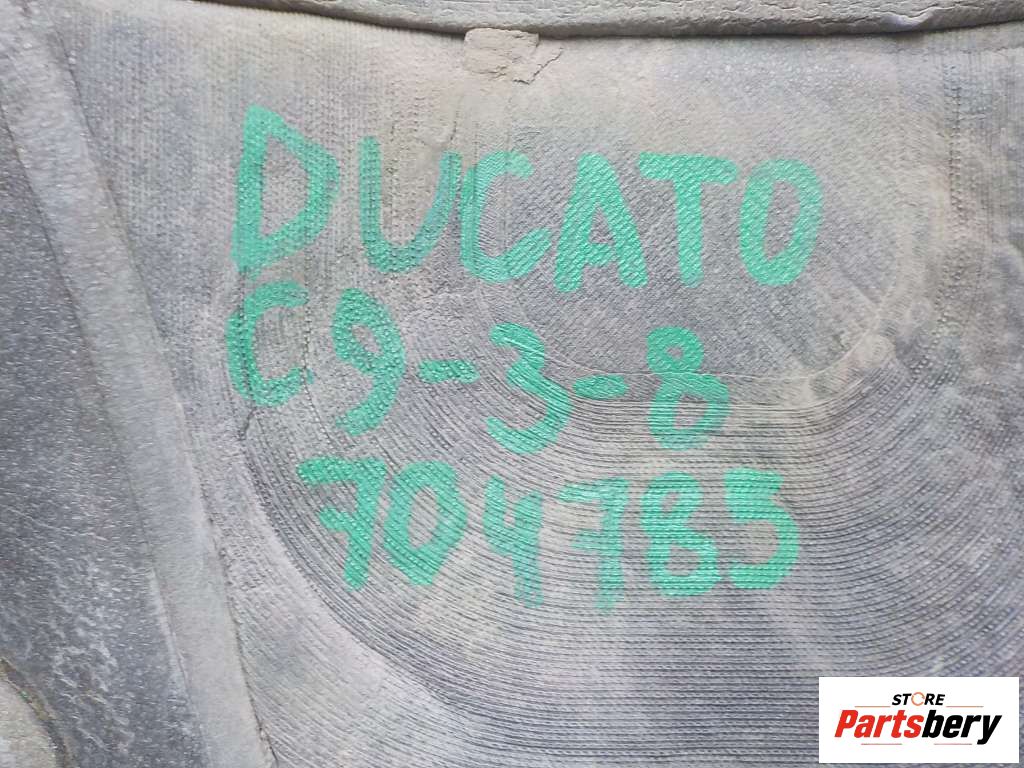 DUCATO
C9-3-8
704785
STORE
Partsbery